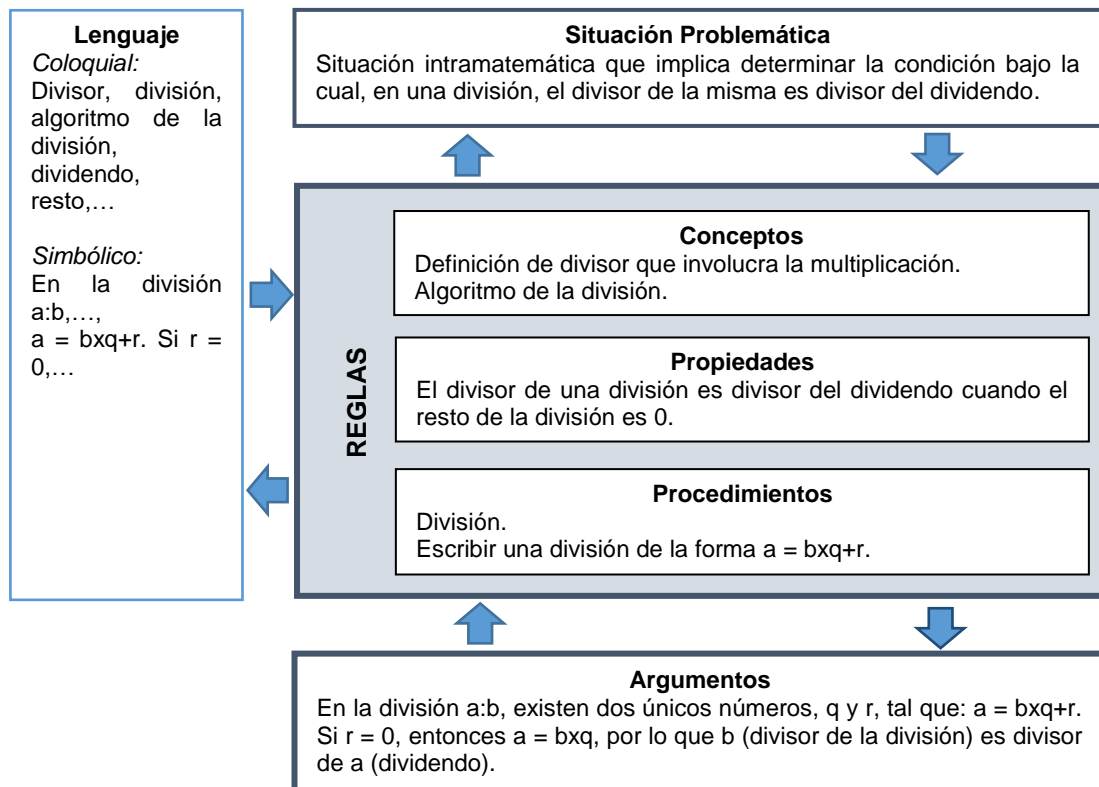 Lenguaje
Coloquial:
Divisor, división,
algoritmo de la
división,
dividendo,
resto,…
Simbólico:
En la división
a:b,…,
a = bxq+r. Si r =
0,…
Situación Problemática
Situación intramatemática que implica determinar la condición bajo la
cual, en una división, el divisor de la misma es divisor del dividendo.
REGLAS
Conceptos
Definición de divisor que involucra la multiplicación.
Algoritmo de la división.
Propiedades
El divisor de una división es divisor del dividendo cuando el
resto de la división es 0.
Procedimientos
División.
Escribir una división de la forma a = bxq+r.
Argumentos
En la división a:b, existen dos únicos números, q y r, tal que: a = bxq+r.
Si r = 0, entonces a = bxq, por lo que b (divisor de la división) es divisor
de a (dividendo).